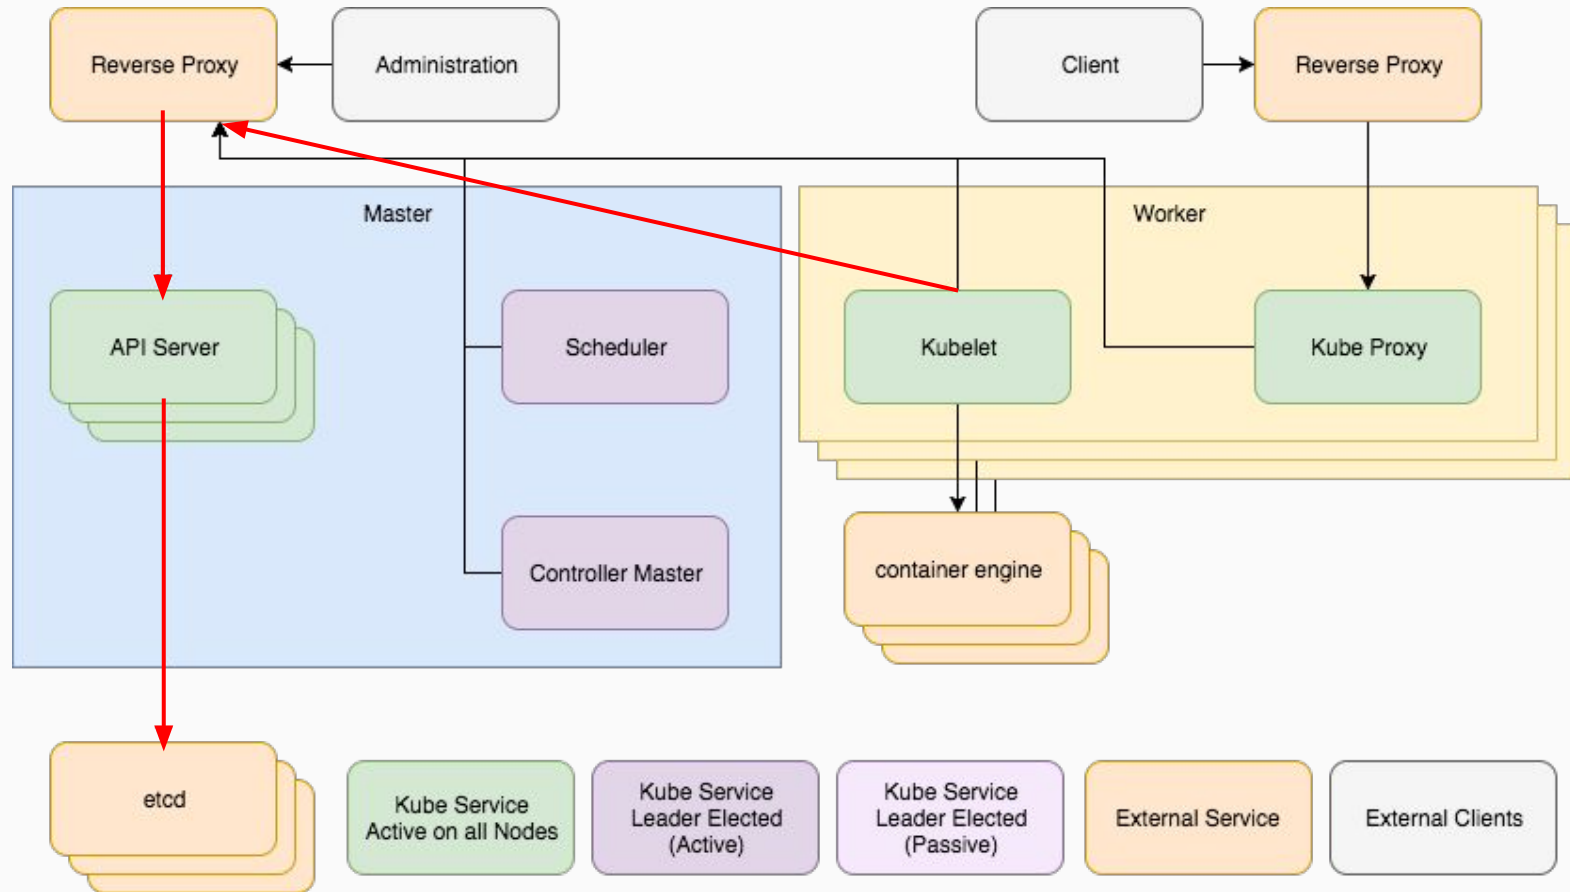 Reverse Proxy
Administration
Client
Reverse Proxy
Master
Worker
API Server
Scheduler
Kubelet
Kube Proxy
Controller Master
container engine
etcd
Kube Service
Active on all Nodes
Kube Service
Leader Elected
(Active)
Kube Service
Leader Elected
(Passive)
External Service
External Clients